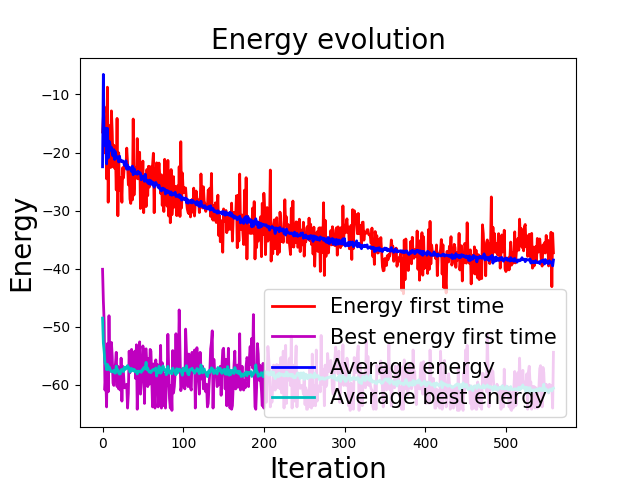 Energy evolution
Energy
−10
−20
−30
−40
−50
−60
0
100
200
300
400
500
Iteration
Energy first time
Best energy first time
Average energy
Average best energy